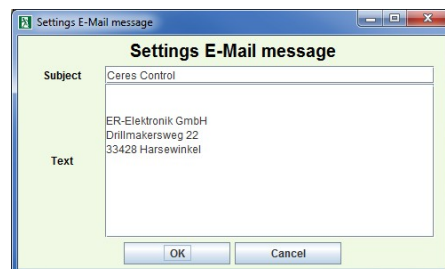 Settings E-Mail message
Settings E-Mail message
Subject
Ceres Control
ER-Elektronik GmbH
Drillmakersweg 22
33428 Harsewinkel
Text
OK
Cancel